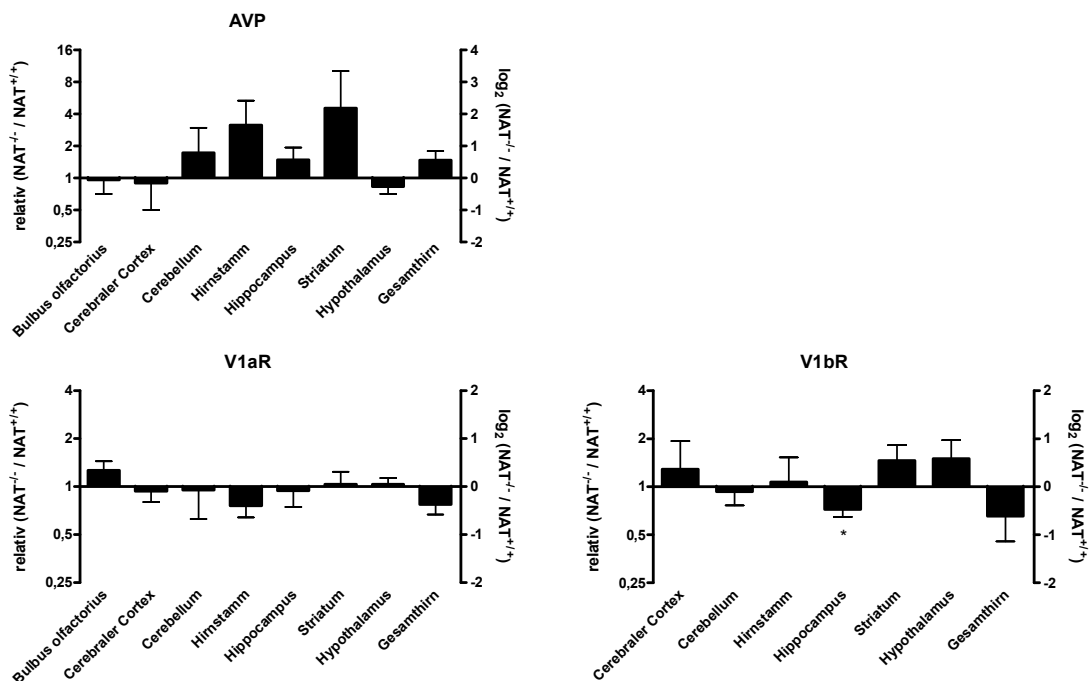 AVP
relativ (NAT-/- / NAT+/+)
16
8
4
2
1
0,5
0,25
4
3
2
1
0
-1
-2
log2 (NAT-/- / NAT+/+)
Bulbus olfactorius
Cerebraler Cortex
Cerebellum
Hirnstamm
Hippocampus
Striatum
Hypothalamus
Gesamthirn
V1aR
relativ (NAT-/- / NAT+/+)
4
2
1
0,5
0,25
2
1
0
-1
-2
log2 (NAT-/- / NAT+/+)
Bulbus olfactorius
Cerebraler Cortex
Cerebellum
Hirnstamm
Hippocampus
Striatum
Hypothalamus
Gesamthirn
V1bR
relativ (NAT-/- / NAT+/+)
4
2
1
0,5
0,25
*
2
1
0
-1
-2
log2 (NAT-/- / NAT+/+)
Cerebraler Cortex
Cerebellum
Hirnstamm
Hippocampus
Striatum
Hypothalamus
Gesamthirn